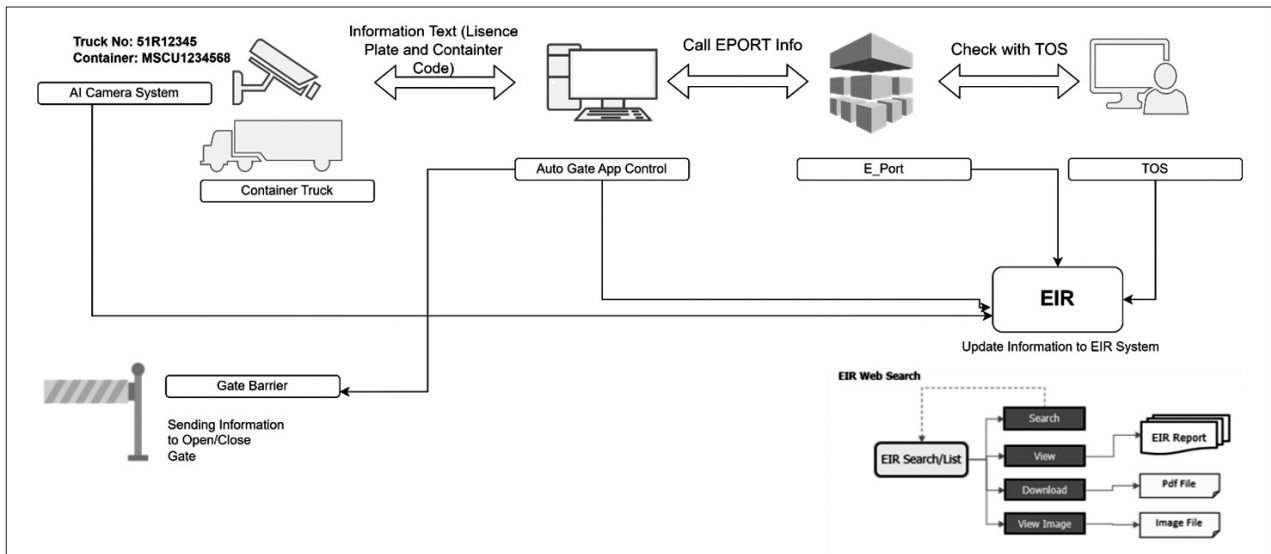 Truck No: 51R12345
Container: MSCU1234568
AI Camera System
Information Text (Lisence
Plate and Containter
Code)
Call EPORT Info
Check with TOS
Container Truck
Auto Gate App Control
E_Port
TOS
EIR
Update Information to EIR System
Gate Barrier
Sending Information
to Open/Close
Gate
EIR Web Search
EIR Search/List
Search
View
Download
View Image
EIR Report
Pdf File
Image File